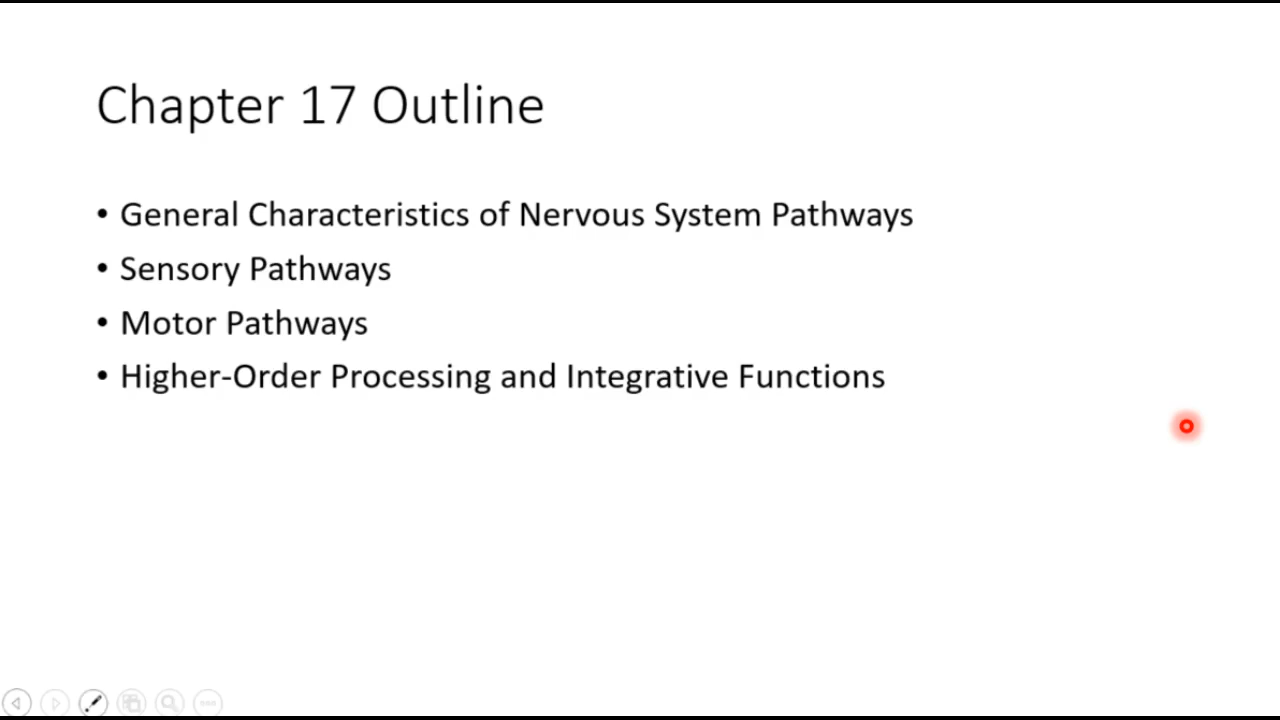 Chapter 17 Outline
• General Characteristics of Nervous System Pathways
• Sensory Pathways
• Motor Pathways
• Higher-Order Processing and Integrative Functions